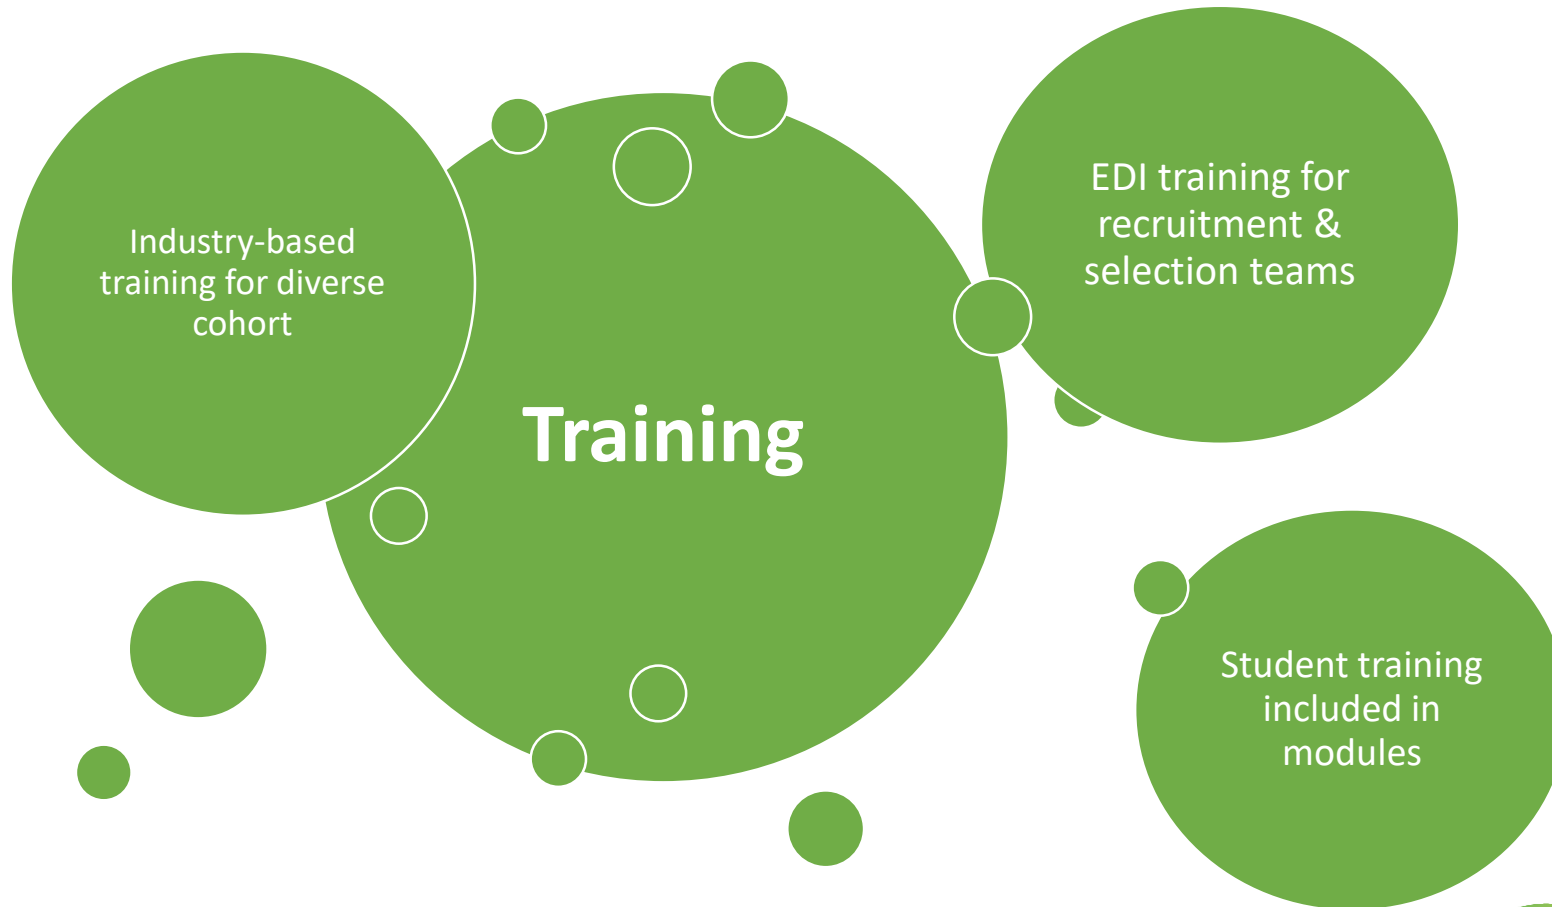 Industry-based
training for diverse
cohort
Training
EDI training for
recruitment &
selection teams
Student training
included in
modules